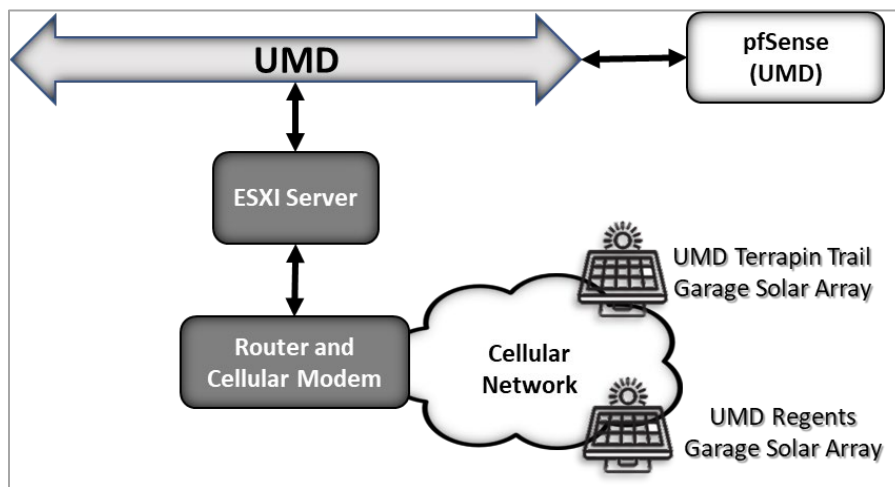 UMD
pfSense
(UMD)
ESXI Server
UMD Terrapin Trail
Garage Solar Array
Router and
Cellular Modem
Cellular
Network
UMD Regents
Garage Solar Array